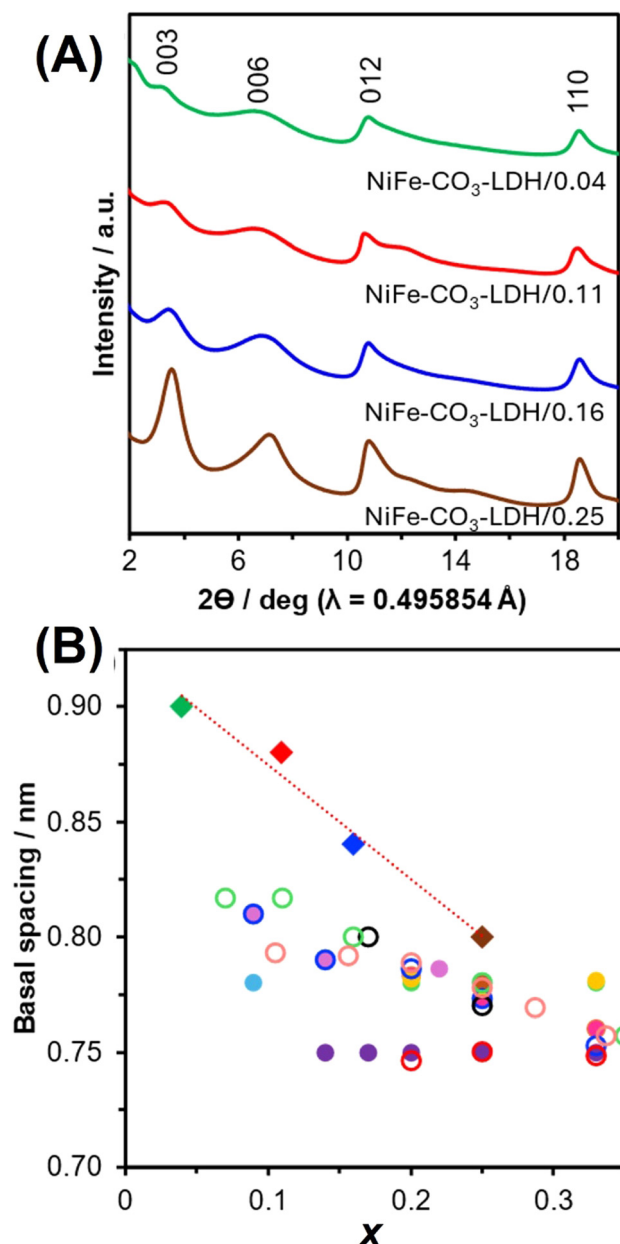 (A)
003
006
012
110
NiFe-CO₃-LDH/0.04
NiFe-CO₃-LDH/0.11
NiFe-CO₃-LDH/0.16
NiFe-CO₃-LDH/0.25
Intensity / a.u.
2 6 10 14 18
2Θ / deg (λ = 0.495854 Å)
(B)
0.90
0.85
0.80
0.75
0.70
Basal spacing / nm
0 0.1 0.2 0.3
x